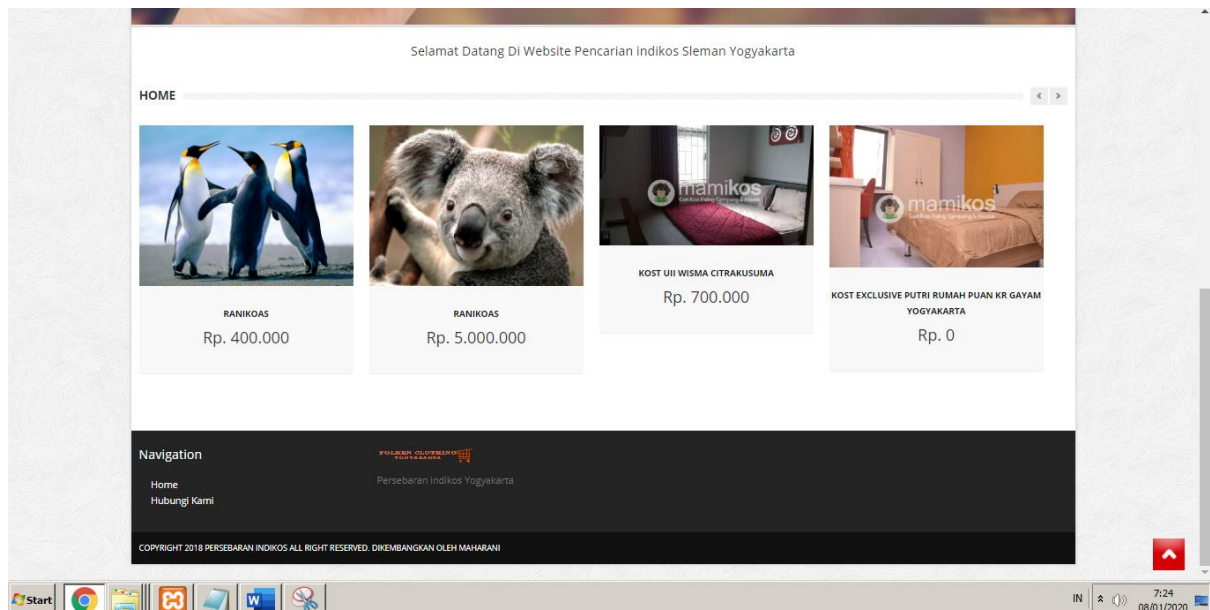 Selamat Datang Di Website Pencarian indikos Sleman Yogyakarta
HOME
mamikos
mamikos
KOST UII WISMA CITRAKUSUMA
Rp. 700.000
KOST EXCLUSIVE PUTRI RUMAH PUAN KR GAYAM
YOGYAKARTA
Rp. 0
RANIKOAS
Rp. 400.000
RANIKOAS
Rp. 5.000.000
Navigation
Home
Hubungi Kami
FOLKEN CLOTHING
YOGYAKARTA
Persebaran indikos Yogyakarta
COPYRIGHT 2018 PERSEBARAN INDIKOS ALL RIGHT RESERVED. DIKEMBANGKAN OLEH MAHARANI
Start
IN
7:24
08/01/2020